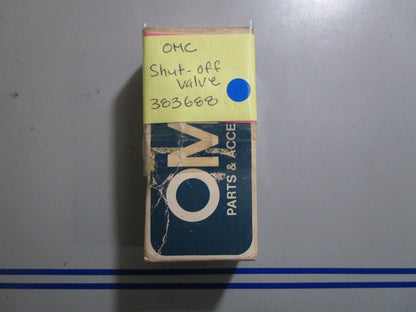 OMC
Shut-off
Valve
383688
OM
PARTS & ACCE